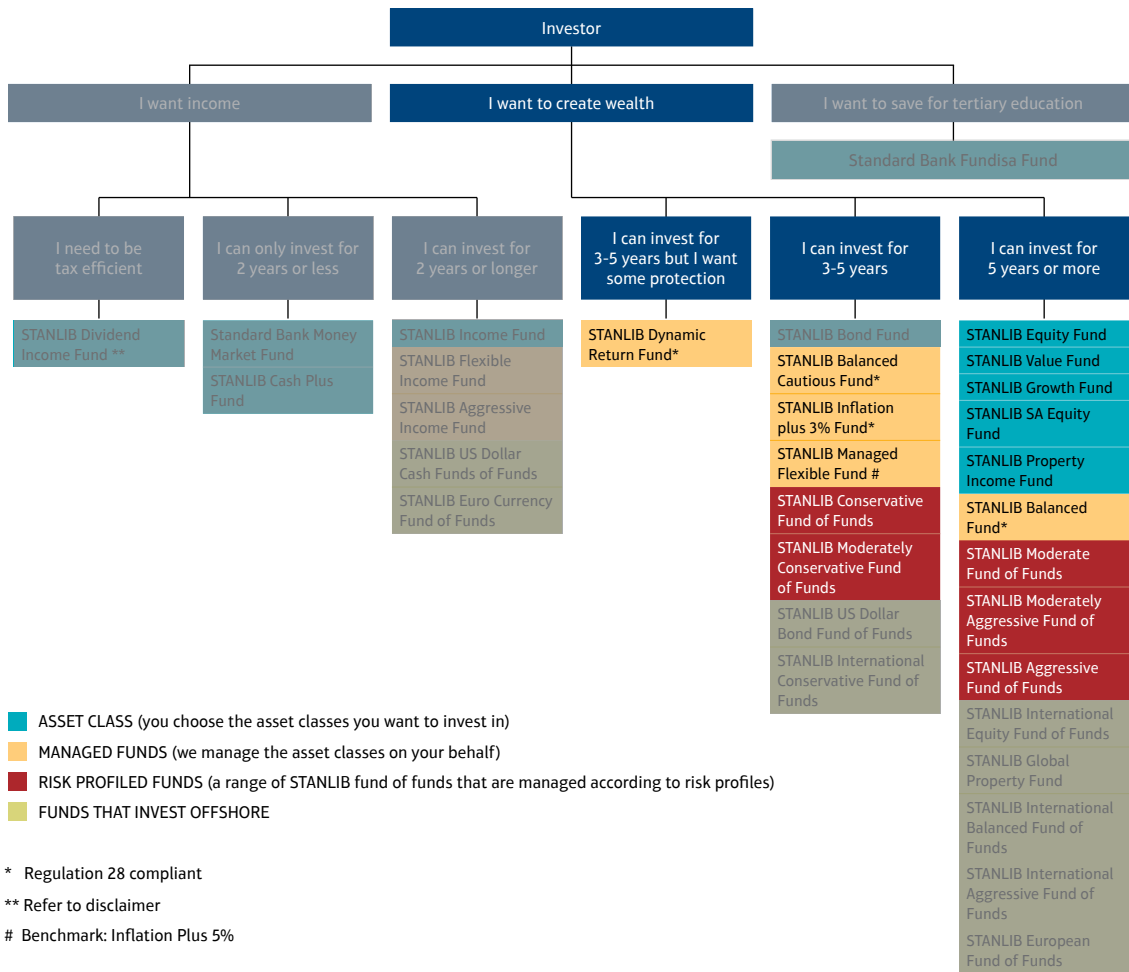 Investor
I want income
I want to create wealth
I want to save for tertiary education
Standard Bank Fundisa Fund
I need to be
tax efficient
I can only invest for
2 years or less
I can invest for
2 years or longer
I can invest for
3-5 years but I want
some protection
I can invest for
3-5 years
I can invest for
5 years or more
STANLIB Dividend
Income Fund **
Standard Bank Money
Market Fund
STANLIB Cash Plus
Fund
STANLIB Income Fund
STANLIB Flexible
Income Fund
STANLIB Aggressive
Income Fund
STANLIB US Dollar
Cash Funds of Funds
STANLIB Euro Currency
Fund of Funds
STANLIB Dynamic
Return Fund*
STANLIB Bond Fund
STANLIB Balanced
Cautious Fund*
STANLIB Inflation
plus 3% Fund*
STANLIB Managed
Flexible Fund #
STANLIB Conservative
Fund of Funds
STANLIB Moderately
Conservative Fund
of Funds
STANLIB US Dollar
Bond Fund of Funds
STANLIB International
Conservative Fund of
Funds
STANLIB Equity Fund
STANLIB Value Fund
STANLIB Growth Fund
STANLIB SA Equity
Fund
STANLIB Property
Income Fund
STANLIB Balanced
Fund*
STANLIB Moderate
Fund of Funds
STANLIB Moderately
Aggressive Fund of
Funds
STANLIB Aggressive
Fund of Funds
STANLIB International
Equity Fund of Funds
STANLIB Global
Property Fund
STANLIB International
Balanced Fund of
Funds
STANLIB International
Aggressive Fund of
Funds
STANLIB European
Fund of Funds
ASSET CLASS (you choose the asset classes you want to invest in)
MANAGED FUNDS (we manage the asset classes on your behalf)
RISK PROFILED FUNDS (a range of STANLIB fund of funds that are managed according to risk profiles)
FUNDS THAT INVEST OFFSHORE
* Regulation 28 compliant
** Refer to disclaimer
# Benchmark: Inflation Plus 5%